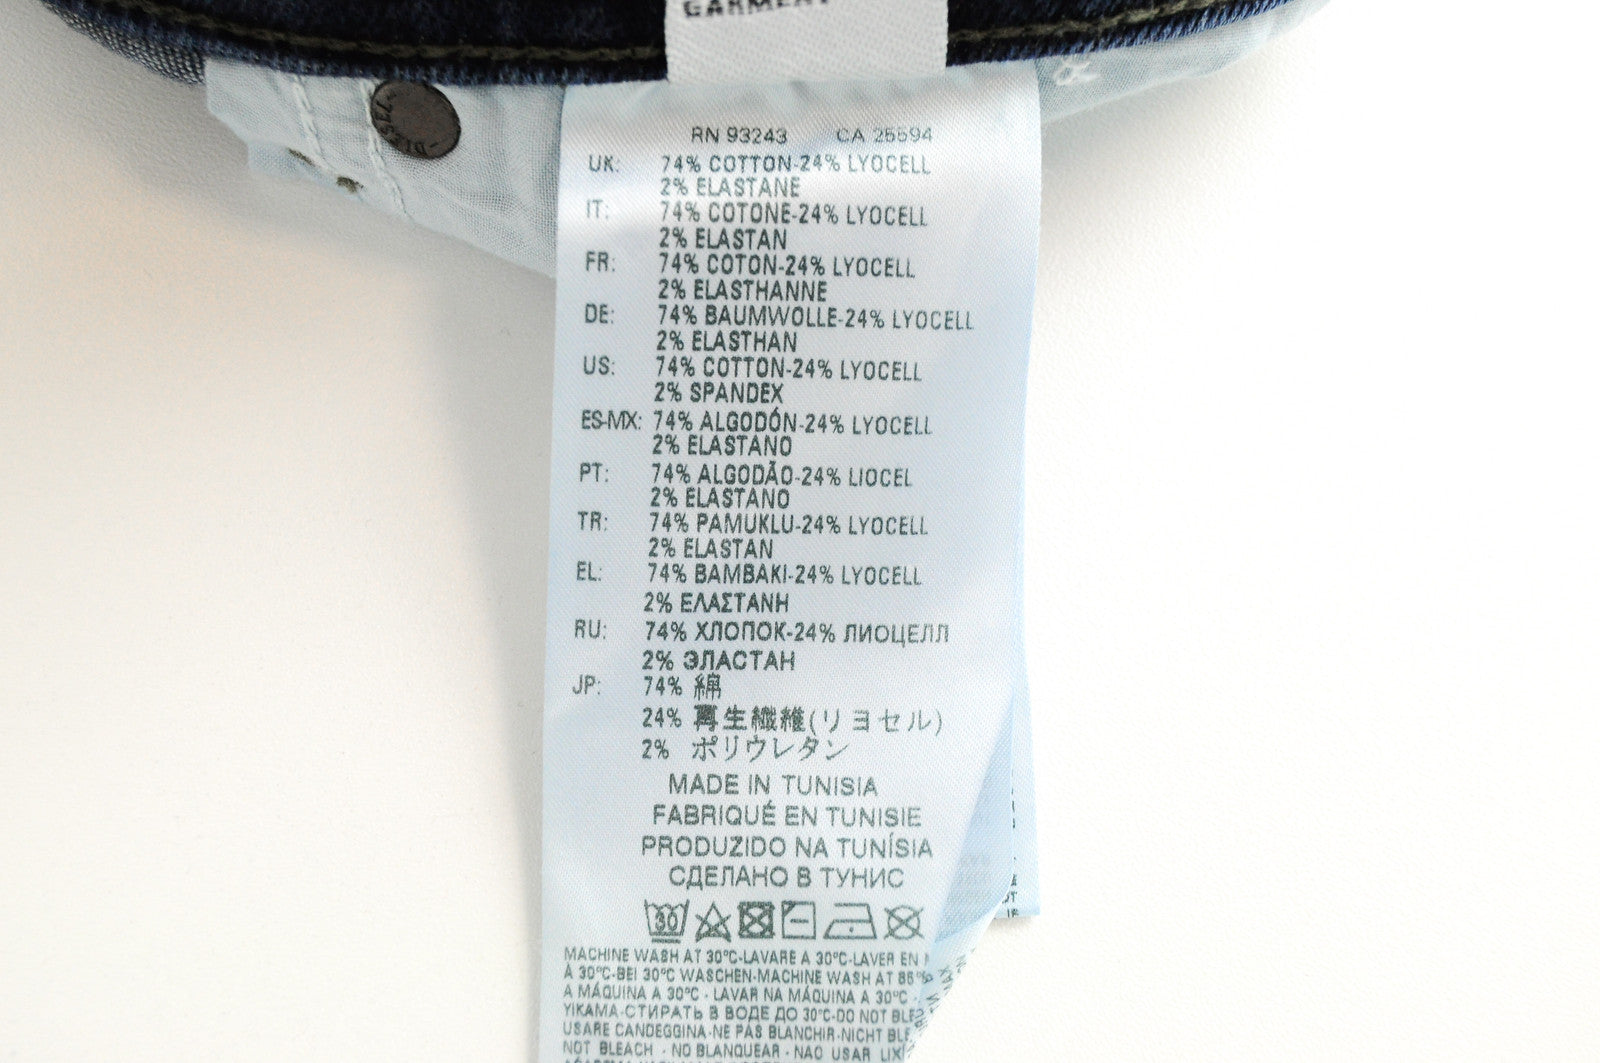 GARMENT
DIESEL
RN 93243 CA 25594
UK: 74% COTTON-24% LYOCELL
2% ELASTANE
IT: 74% COTONE-24% LYOCELL
2% ELASTAN
FR: 74% COTON-24% LYOCELL
2% ELASTHANNE
DE: 74% BAUMWOLLE-24% LYOCELL
2% ELASTHAN
US: 74% COTTON-24% LYOCELL
2% SPANDEX
ES-MX: 74% ALGODÓN-24% LYOCELL
2% ELASTANO
PT: 74% ALGODÃO-24% LIOCEL
2% ELASTANO
TR: 74% PAMUKLU-24% LYOCELL
2% ELASTAN
EL: 74% BAMBAKI-24% LYOCELL
2% ΕΛΑΣΤΑΝΗ
RU: 74% ХЛОПОК-24% ЛИОЦЕЛЛ
2% ЭЛАСТАН
JP: 74% 綿
24% 再生繊維(リヨセル)
2% ポリウレタン
MADE IN TUNISIA
FABRIQUÉ EN TUNISIE
PRODUZIDO NA TUNÍSIA
СДЕЛАНО В ТУНИС
30
MACHINE WASH AT 30°C-LAVARE A 30°C-LAVER EN
À 30°C-BEI 30°C WASCHEN-MACHINE WASH AT 86°
A MÁQUINA A 30°C - LAVAR NA MÁQUINA A 30°C -
YIKAMA-СТИРАТЬ В ВОДЕ ДО 30°C-DO NOT
USARE CANDEGGINA-NE PAS BLANCHIR-NICHT
NOT BLEACH - NO BLANQUEAR - NÃO USAR